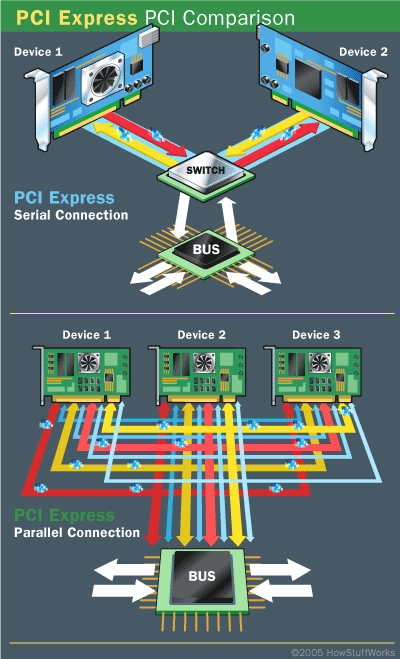 PCI Express PCI Comparison
Device 1
Device 2
SWITCH
PCI Express
Serial Connection
BUS
Device 1
Device 2
Device 3
PCI Express
Parallel Connection
BUS
©2005 HowStuffWorks